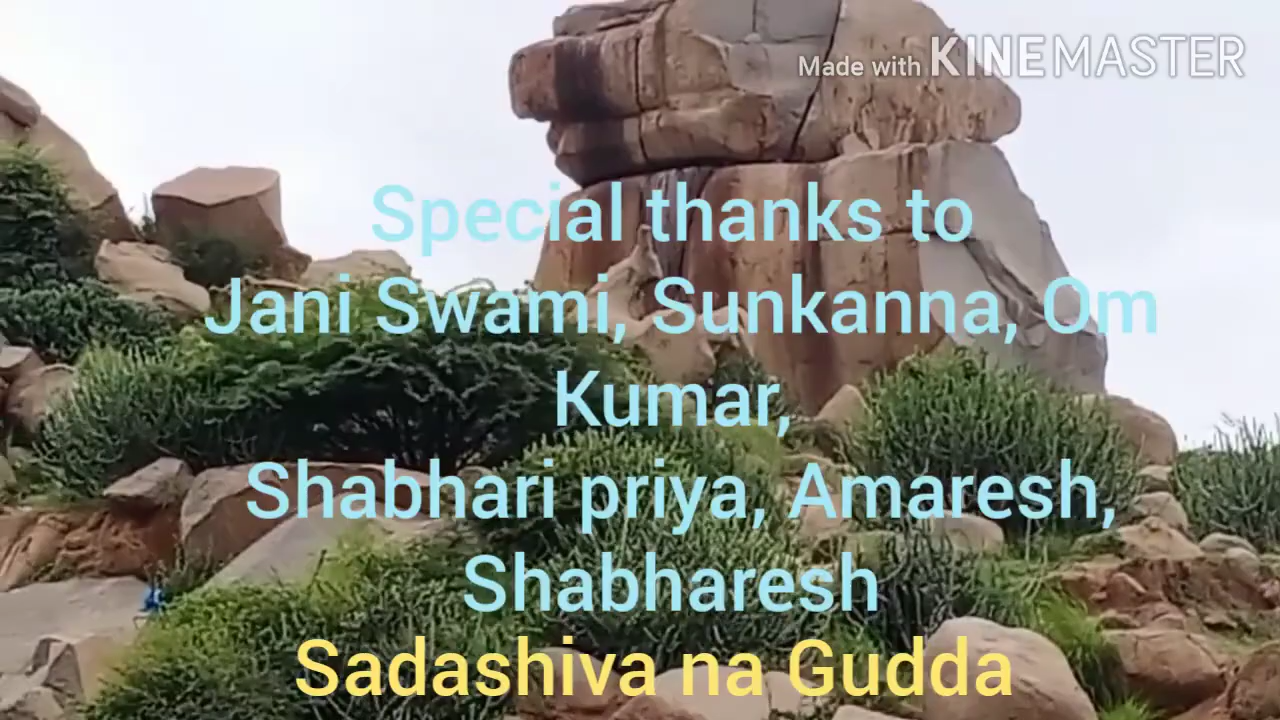 Made with KINEMASTER
Special thanks to
Jani Swami, Sunkanna, Om
Kumar,
Shabhari priya, Amaresh,
Shabharesh
Sadashiva na Gudda